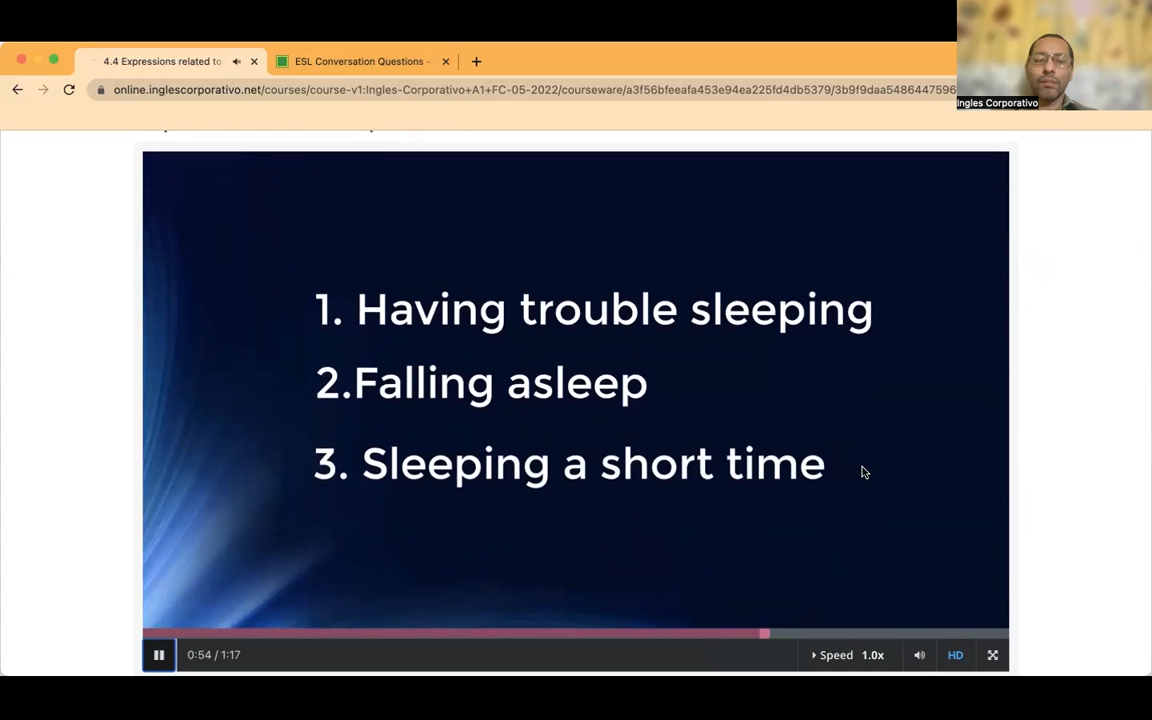 4.4 Expressions related to
ESL Conversation Questions -
online.inglescorporativo.net/courses/course-v1:Ingles-Corporativo+A1+FC-05-2022/courseware/a3f56bfeeafa453e94ea225fd4db5379/3b9f9daa5486447596
Ingles Corporativo
1. Having trouble sleeping
2.Falling asleep
3. Sleeping a short time
0:54 / 1:17
Speed 1.0x
HD